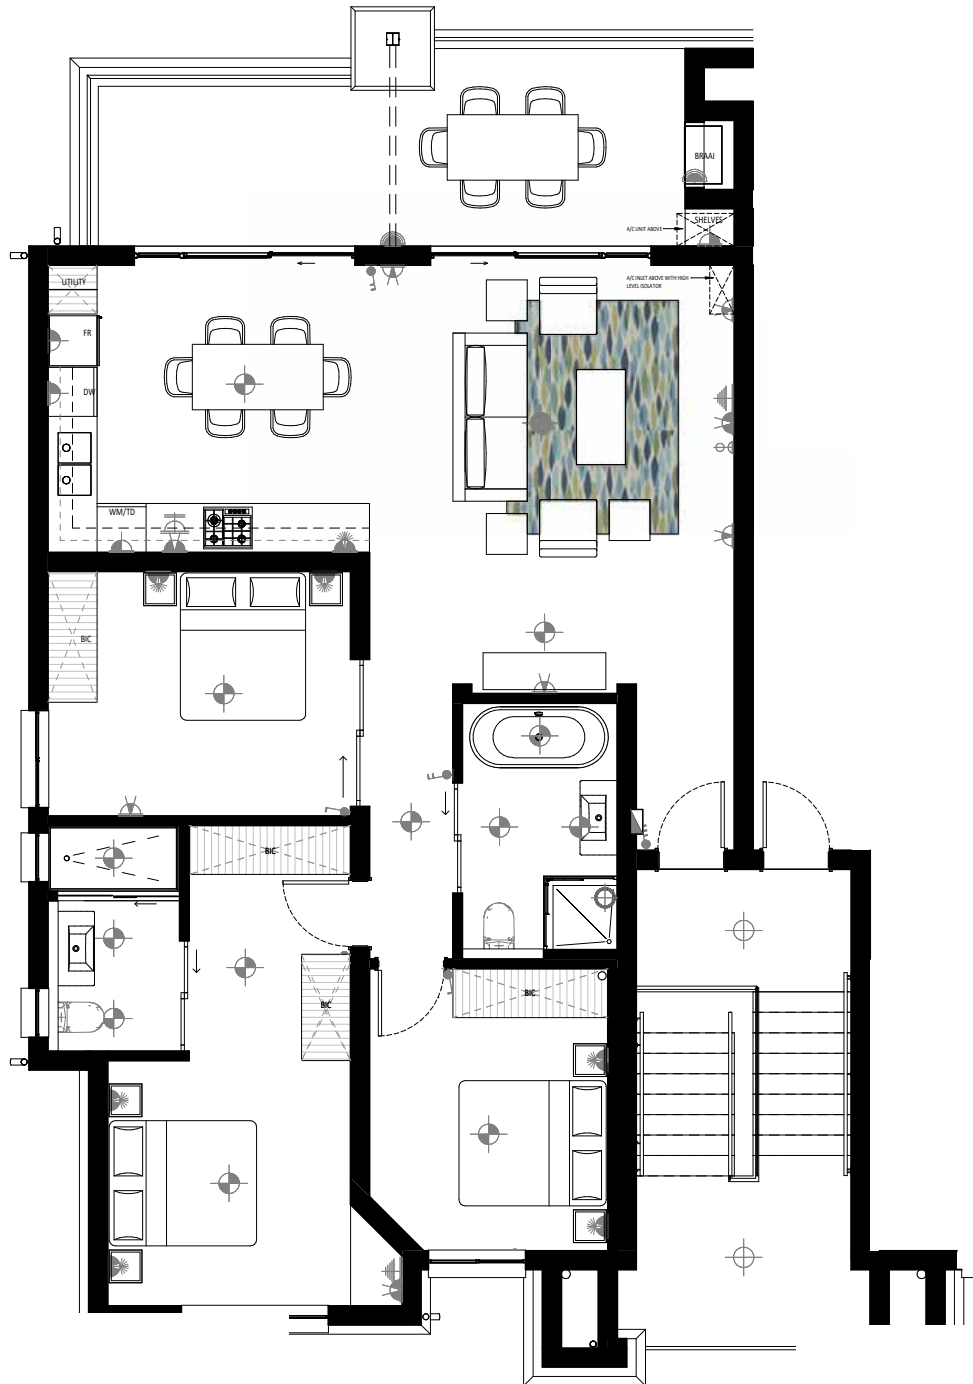 BRAAI
SHELVES
A/C UNIT ABOVE
A/C INLET ABOVE WITH HIGH
LEVEL ISOLATOR
UTILITY
FR
DW
WM/TD
BIC
BIC
BIC
BIC